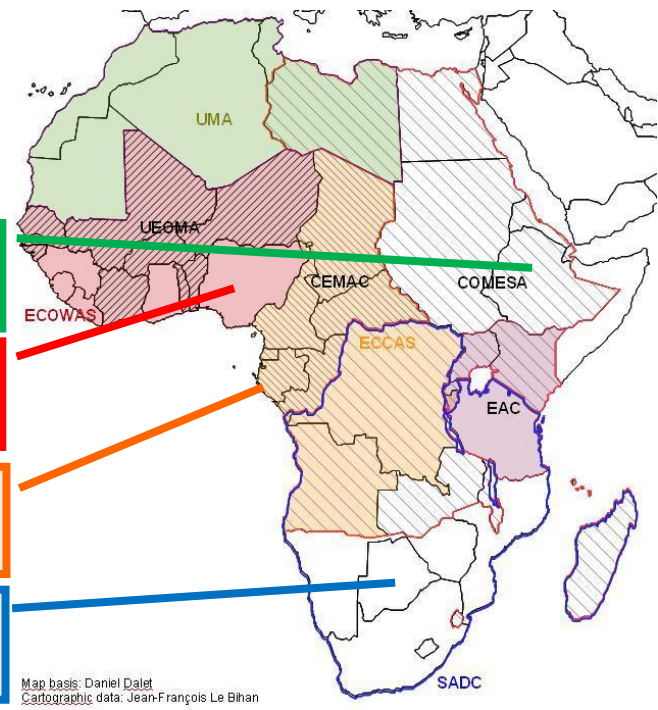 UMA
UEOMA
CEMAC
COMESA
ECOWAS
ECCAS
EAC
SADC
Map basis: Daniel Dalet
Cartographic data: Jean-François Le Bihan